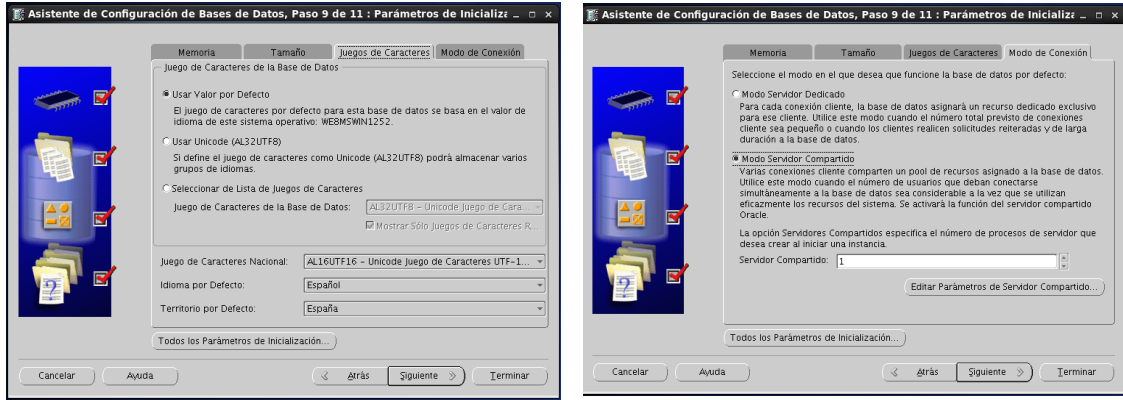 Asistente de Configuración de Bases de Datos, Paso 9 de 11 : Parámetros de Inicializa
Memoria Tamaño Juegos de Caracteres Modo de Conexión
Juego de Caracteres de la Base de Datos
Usar Valor por Defecto
El juego de caracteres por defecto para esta base de datos se basa en el valor de
idioma de este sistema operativo: WE8MSWIN1252.
Usar Unicode (AL32UTF8)
Si define el juego de caracteres como Unicode (AL32UTF8) podrá almacenar varios
grupos de idiomas.
Seleccionar de Lista de Juegos de Caracteres
Juego de Caracteres de la Base de Datos: AL32UTF8 - Unicode Juego de Cara...
Mostrar Sólo Juegos de Caracteres R...
Juego de Caracteres Nacional: AL16UTF16 - Unicode Juego de Caracteres UTF-1...
Idioma por Defecto: Español
Territorio por Defecto: España
Todos los Parámetros de Inicialización...
Cancelar Ayuda Atrás Siguiente Terminar
Asistente de Configuración de Bases de Datos, Paso 9 de 11 : Parámetros de Inicializa
Memoria Tamaño Juegos de Caracteres Modo de Conexión
Seleccione el modo en el que desea que funcione la base de datos por defecto:
Modo Servidor Dedicado
Para cada conexión cliente, la base de datos asignará un recurso dedicado exclusivo
para ese cliente. Utilice este modo cuando el número total previsto de conexiones
cliente sea pequeño o cuando los clientes realicen solicitudes reiteradas y de larga
duración a la base de datos.
Modo Servidor Compartido
Varias conexiones cliente comparten un pool de recursos asignado a la base de datos.
Utilice este modo cuando el número de usuarios que deban conectarse
simultáneamente a la base de datos sea considerable a la vez que se utilizan
eficazmente los recursos del sistema. Se activará la función del servidor compartido
Oracle.
La opción Servidores Compartidos especifica el número de procesos de servidor que
desea crear al iniciar una instancia.
Servidor Compartido: 1
Editar Parámetros de Servidor Compartido...
Todos los Parámetros de Inicialización...
Cancelar Ayuda Atrás Siguiente Terminar